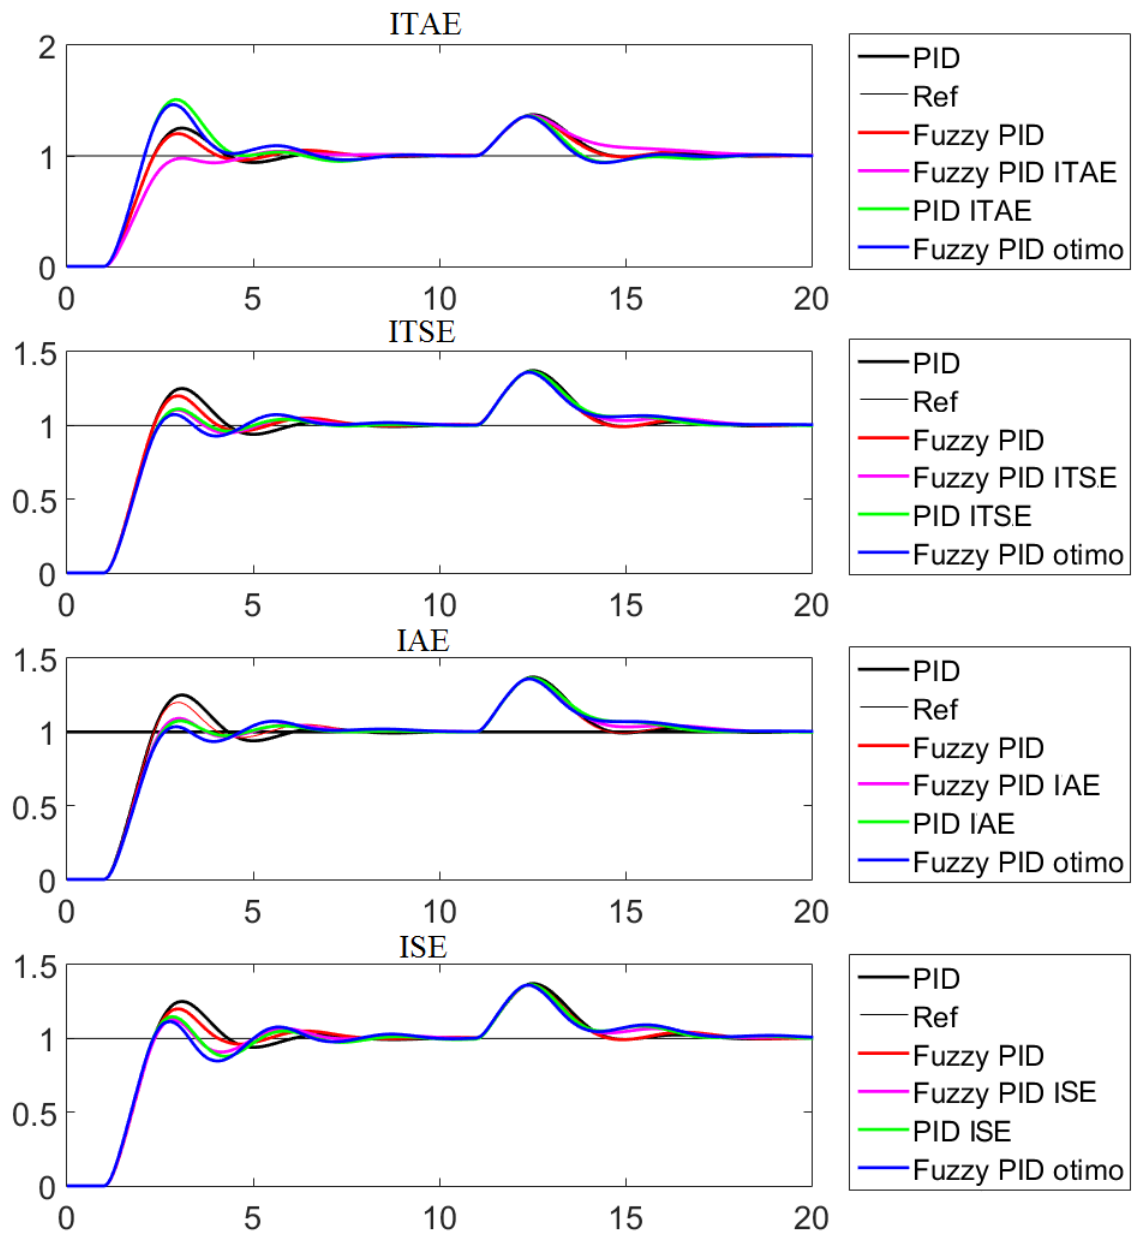 ITAE
2
1
0
0
5
10
15
20
PID
Ref
Fuzzy PID
Fuzzy PID ITAE
PID ITAE
Fuzzy PID otimo
ITSE
1.5
1
0.5
0
0
5
10
15
20
PID
Ref
Fuzzy PID
Fuzzy PID ITSE
PID ITSE
Fuzzy PID otimo
IAE
1.5
1
0.5
0
0
5
10
15
20
PID
Ref
Fuzzy PID
Fuzzy PID IAE
PID IAE
Fuzzy PID otimo
ISE
1.5
1
0.5
0
0
5
10
15
20
PID
Ref
Fuzzy PID
Fuzzy PID ISE
PID ISE
Fuzzy PID otimo